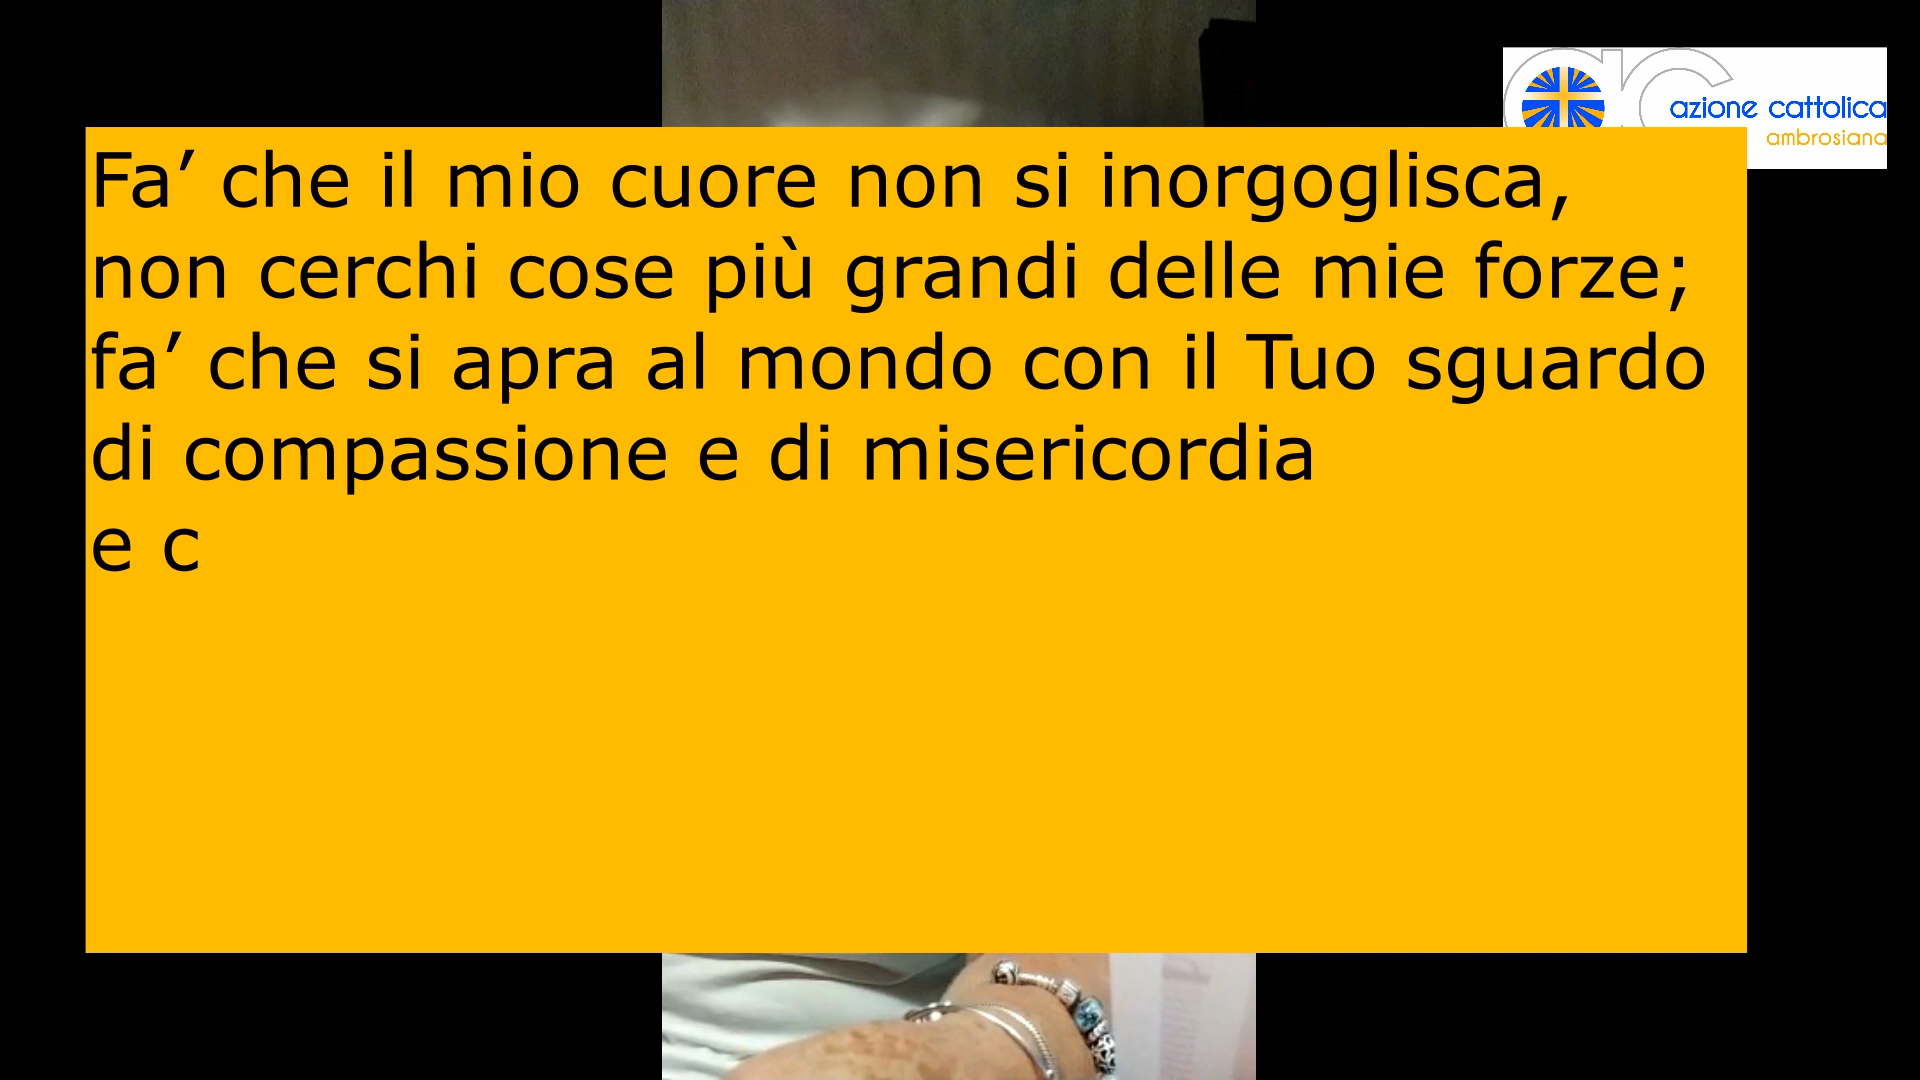 azione cattolica
ambrosiana
Fa’ che il mio cuore non si inorgoglisca,
non cerchi cose più grandi delle mie forze;
fa’ che si apra al mondo con il Tuo sguardo
di compassione e di misericordia
e c